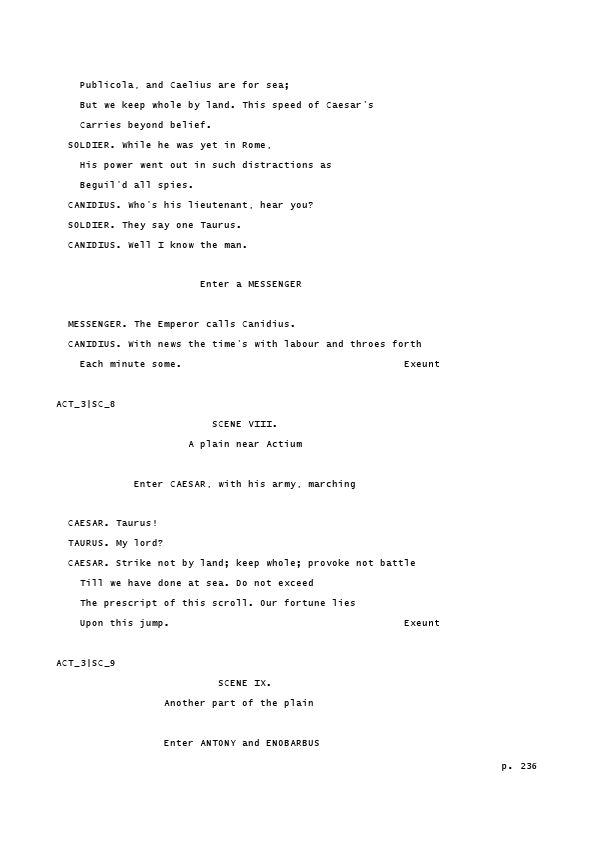 Publicola, and Caelius are for sea;
But we keep whole by land. This speed of Caesar's
Carries beyond belief.
SOLDIER. While he was yet in Rome,
His power went out in such distractions as
Beguil'd all spies.
CANIDIUS. Who's his lieutenant, hear you?
SOLDIER. They say one Taurus.
CANIDIUS. Well I know the man.
Enter a MESSENGER
MESSENGER. The Emperor calls Canidius.
CANIDIUS. With news the time's with labour and throes forth
Each minute some. Exeunt
ACT_3|SC_8
SCENE VIII.
A plain near Actium
Enter CAESAR, with his army, marching
CAESAR. Taurus!
TAURUS. My lord?
CAESAR. Strike not by land; keep whole; provoke not battle
Till we have done at sea. Do not exceed
The prescript of this scroll. Our fortune lies
Upon this jump. Exeunt
ACT_3|SC_9
SCENE IX.
Another part of the plain
Enter ANTONY and ENOBARBUS
p. 236